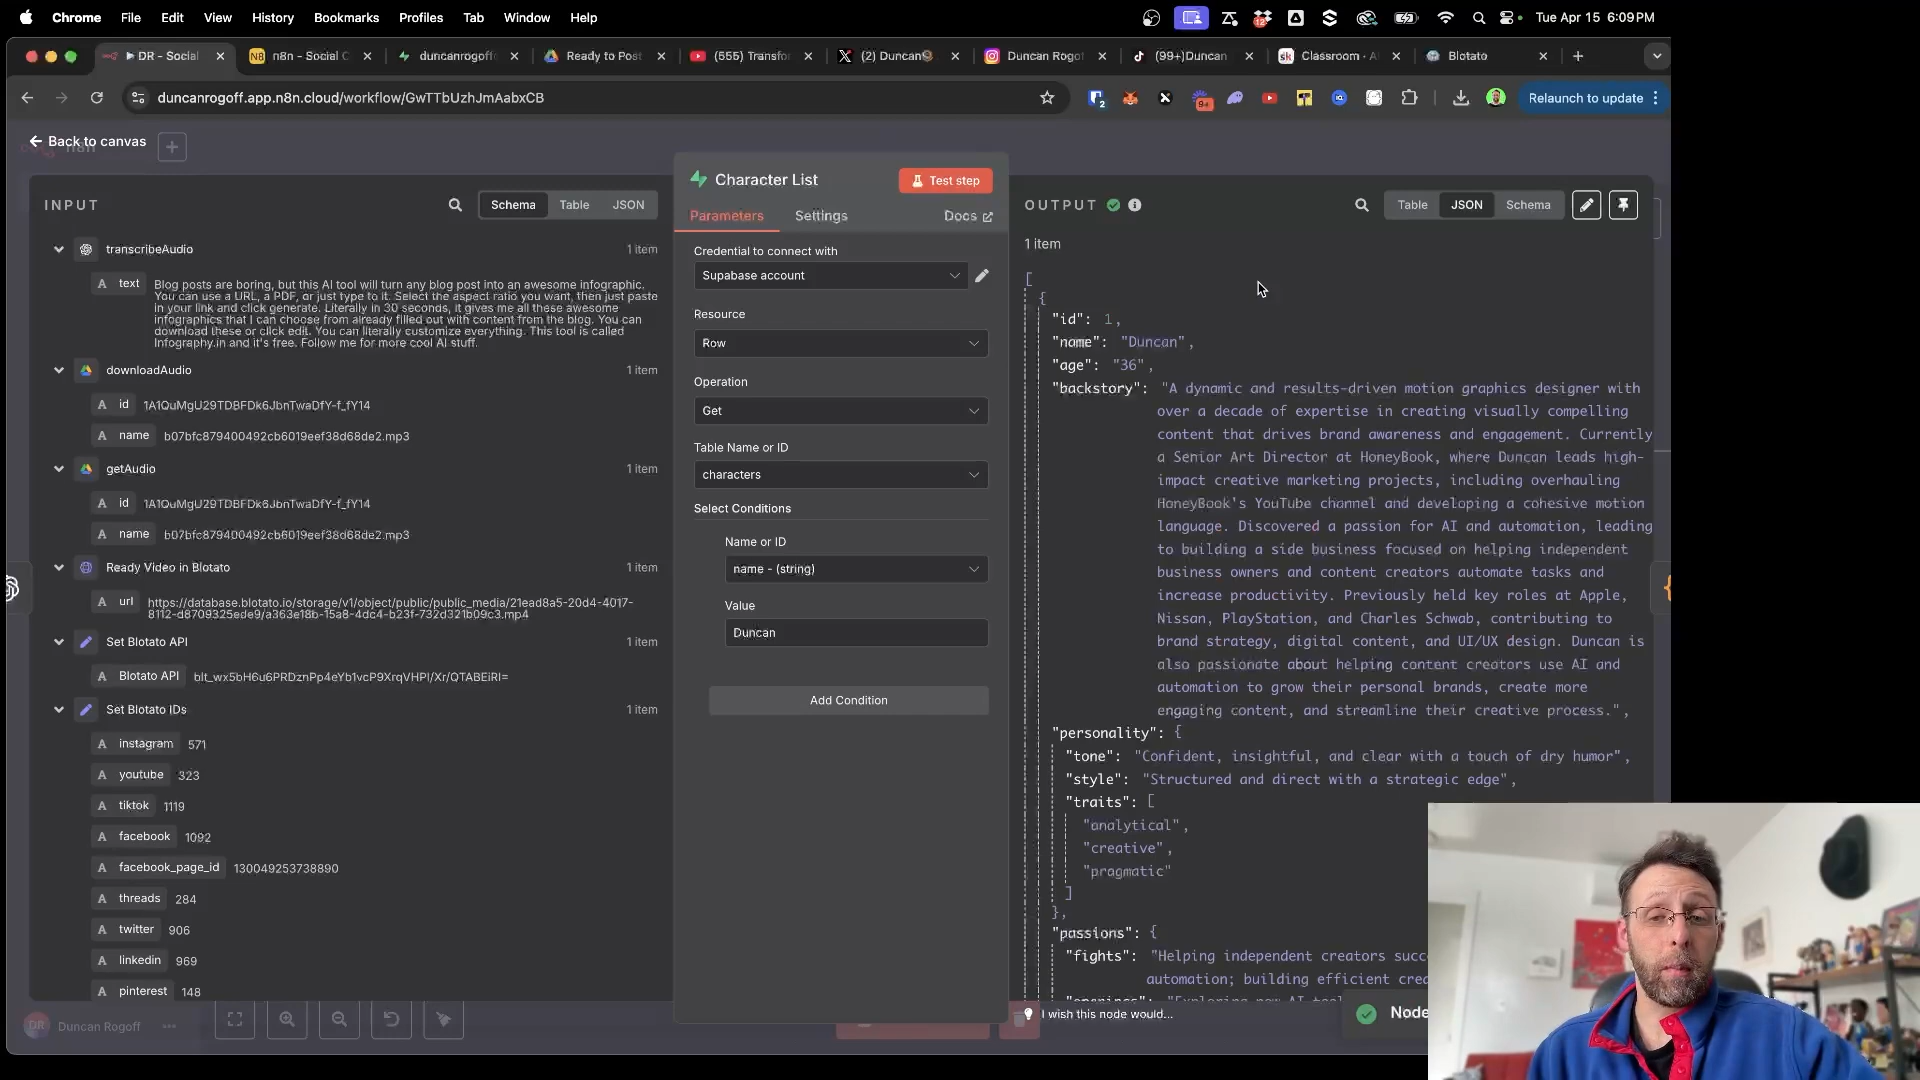 Chrome File Edit View History Bookmarks Profiles Tab Window Help
Tue Apr 15 6:09PM
DR - Social
n8n - Social C
duncanrogoff
Ready to Post
(555) Transfo
(2) Duncan
Duncan Rogof
(99+)Duncan
Classroom - A
Blotato
duncanrogoff.app.n8n.cloud/workflow/GwTTbUzhJmAabxCB
Relaunch to update
Back to canvas
INPUT
Schema Table JSON
transcribeAudio 1 item
text
Blog posts are boring, but this AI tool will turn any blog post into an awesome infographic.
You can use a URL, a PDF, or just type to it. Select the aspect ratio you want, then just paste
in your link and click generate. Literally in 30 seconds, it gives me all these awesome
infographics that I can choose from already filled out with content from the blog. You can
download these or click edit. You can literally customize everything. This tool is called
Infography.in and it's free. Follow me for more cool AI stuff.
downloadAudio 1 item
id 1A1QuMgU29TDBFDk6JbnTwaDfY-f_fY14
name b07bfc879400492cb6019eef38d68de2.mp3
getAudio 1 item
id 1A1QuMgU29TDBFDk6JbnTwaDfY-f_fY14
name b07bfc879400492cb6019eef38d68de2.mp3
Ready Video in Blotato 1 item
url https://database.blotato.io/storage/v1/object/public/public_media/21ead8a5-20d4-4017-
8112-d8709325ede9/a363e18b-15a8-4dc4-b23f-732d321b09c3.mp4
Set Blotato API 1 item
Blotato API blt_wx5bH6u6PRDznPp4eYb1vcP9XrqVHPI/Xr/QTABEiRI=
Set Blotato IDs 1 item
instagram 571
youtube 323
tiktok 1119
facebook 1092
facebook_page_id 130049253738890
threads 284
twitter 906
linkedin 969
pinterest 148
DR Duncan Rogoff
Character List
Test step
Parameters Settings Docs
Credential to connect with
Supabase account
Resource
Row
Operation
Get
Table Name or ID
characters
Select Conditions
Name or ID
name - (string)
Value
Duncan
Add Condition
I wish this node would...
OUTPUT
Table JSON Schema
1 item
[
{
"id": 1,
"name": "Duncan",
"age": "36",
"backstory": "A dynamic and results-driven motion graphics designer with
over a decade of expertise in creating visually compelling
content that drives brand awareness and engagement. Currently
a Senior Art Director at HoneyBook, where Duncan leads high-
impact creative marketing projects, including overhauling
HoneyBook's YouTube channel and developing a cohesive motion
language. Discovered a passion for AI and automation, leading
to building a side business focused on helping independent
business owners and content creators automate tasks and
increase productivity. Previously held key roles at Apple,
Nissan, PlayStation, and Charles Schwab, contributing to
brand strategy, digital content, and UI/UX design. Duncan is
also passionate about helping content creators use AI and
automation to grow their personal brands, create more
engaging content, and streamline their creative process.",
"personality": {
"tone": "Confident, insightful, and clear with a touch of dry humor",
"style": "Structured and direct with a strategic edge",
"traits": [
"analytical",
"creative",
"pragmatic"
]
},
"passions": {
"fights": "Helping independent creators succ
automation; building efficient crea
Node